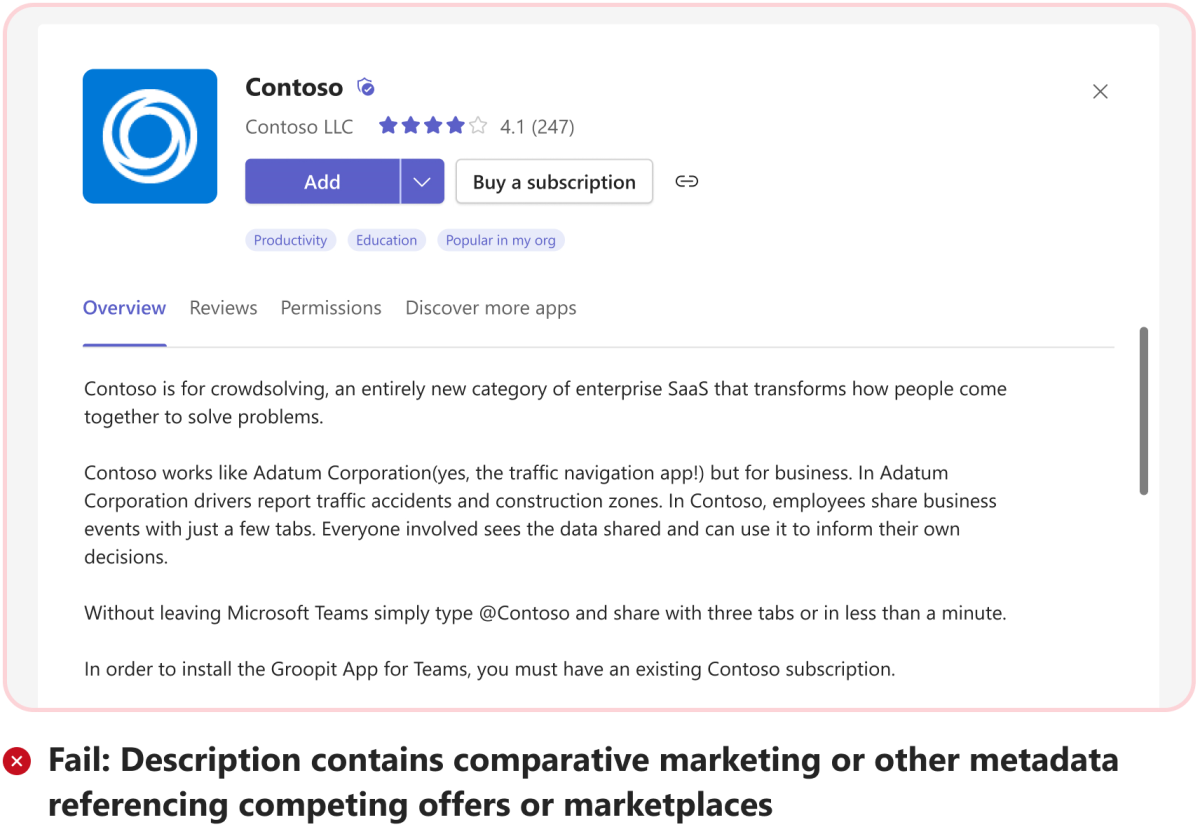 Contoso
Contoso LLC 4.1 (247)
Add Buy a subscription
Productivity Education Popular in my org
Overview Reviews Permissions Discover more apps
Contoso is for crowdsolving, an entirely new category of enterprise SaaS that transforms how people come
together to solve problems.
Contoso works like Adatum Corporation(yes, the traffic navigation app!) but for business. In Adatum
Corporation drivers report traffic accidents and construction zones. In Contoso, employees share business
events with just a few tabs. Everyone involved sees the data shared and can use it to inform their own
decisions.
Without leaving Microsoft Teams simply type @Contoso and share with three tabs or in less than a minute.
In order to install the Groopit App for Teams, you must have an existing Contoso subscription.
Fail: Description contains comparative marketing or other metadata
referencing competing offers or marketplaces